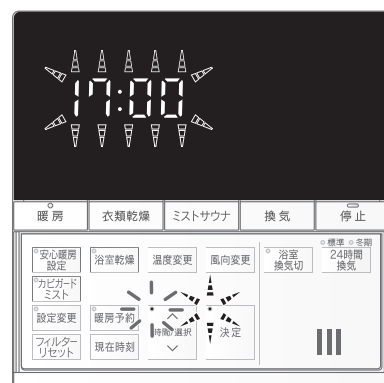 17:00
暖房 衣類乾燥 ミストサウナ 換気 停止
標準 冬期
安心暖房
設定
浴室乾燥 温度変更 風向変更
浴室
換気切
24時間
換気
カビガード
ミスト
設定変更 暖房予約
時間/選択
決定
フィルター
リセット
現在時刻